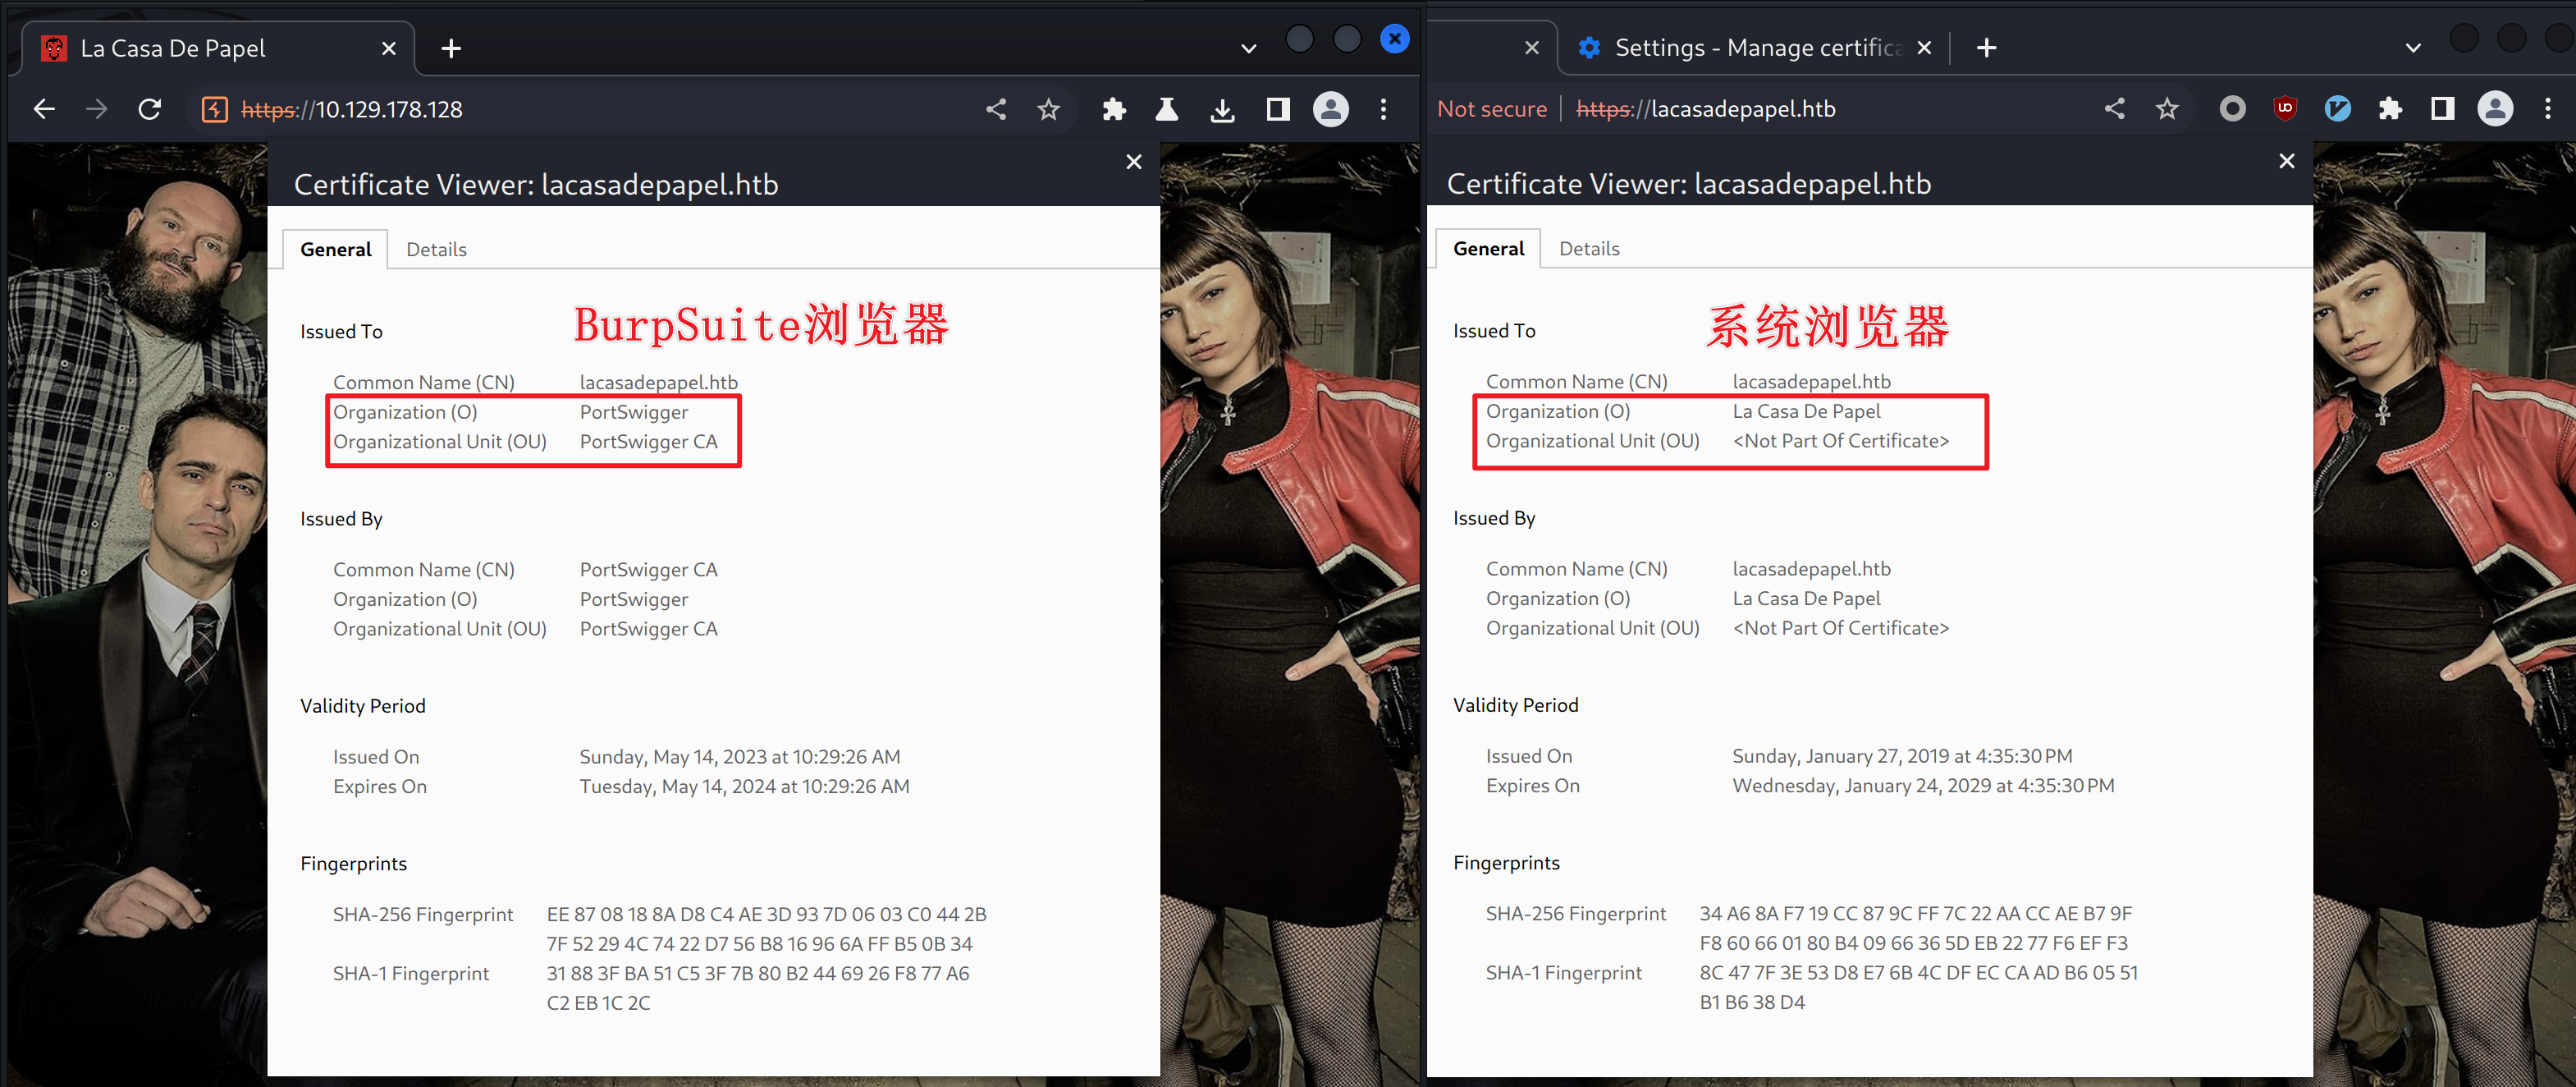 La Casa De Papel
https://10.129.178.128
Certificate Viewer: lacasadepapel.htb
General Details
BurpSuite浏览器
Issued To
Common Name (CN) lacasadepapel.htb
Organization (O) PortSwigger
Organizational Unit (OU) PortSwigger CA
Issued By
Common Name (CN) PortSwigger CA
Organization (O) PortSwigger
Organizational Unit (OU) PortSwigger CA
Validity Period
Issued On Sunday, May 14, 2023 at 10:29:26 AM
Expires On Tuesday, May 14, 2024 at 10:29:26 AM
Fingerprints
SHA-256 Fingerprint EE 87 08 18 8A D8 C4 AE 3D 93 7D 06 03 C0 44 2B
7F 52 29 4C 74 22 D7 56 B8 16 96 6A FF B5 0B 34
SHA-1 Fingerprint 31 88 3F BA 51 C5 3F 7B 80 B2 44 69 26 F8 77 A6
C2 EB 1C 2C
Settings - Manage certifica
Not secure https://lacasadepapel.htb
Certificate Viewer: lacasadepapel.htb
General Details
系统浏览器
Issued To
Common Name (CN) lacasadepapel.htb
Organization (O) La Casa De Papel
Organizational Unit (OU) <Not Part Of Certificate>
Issued By
Common Name (CN) lacasadepapel.htb
Organization (O) La Casa De Papel
Organizational Unit (OU) <Not Part Of Certificate>
Validity Period
Issued On Sunday, January 27, 2019 at 4:35:30 PM
Expires On Wednesday, January 24, 2029 at 4:35:30 PM
Fingerprints
SHA-256 Fingerprint 34 A6 8A F7 19 CC 87 9C FF 7C 22 AA CC AE B7 9F
F8 60 66 01 80 B4 09 66 36 5D EB 22 77 F6 EF F3
SHA-1 Fingerprint 8C 47 7F 3E 53 D8 E7 6B 4C DF EC CA AD B6 05 51
B1 B6 38 D4